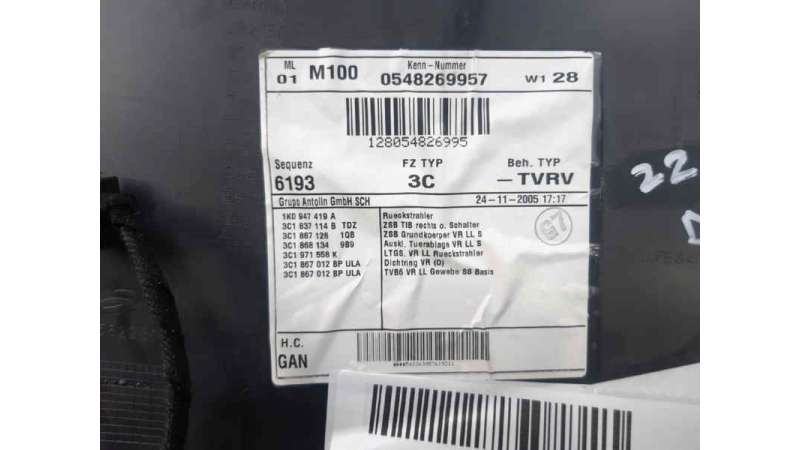 ML
01 M100
Kenn-Nummer
0548269957
W1 28
128054826995
Sequenz FZ TYP Beh. TYP
6193 3C -TVRV
Grupo Antolin GmbH SCH 24-11-2005 17:17
1K0 947 419 A Rueckstrahler
3C1 837 114 B TDZ ZSB TIB rechts o. Schalter
3C1 867 126 1QB ZSB Grundkoerper VR LL S
3C1 868 134 9B9 Auskl. Tuerablage VR LL S
3C1 971 558 K LTGS. VR LL Rueckstrahler
3C1 867 012 BP ULA Dichtring VR (D)
3C1 867 012 BP ULA TVB6 VR LL Gewebe S6 Basis
H.C.
GAN
22